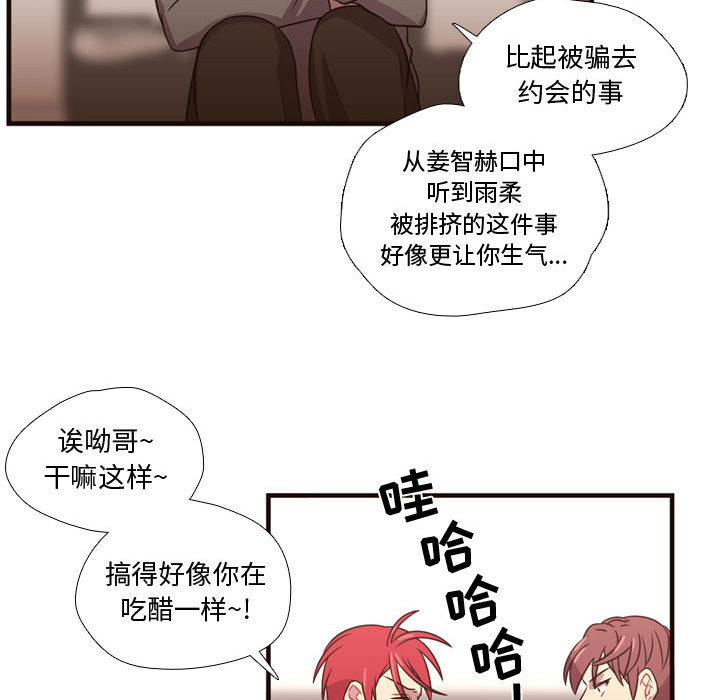 比起被骗去
约会的事
从姜智赫口中
听到雨柔
被排挤的这件事
好像更让你生气...
诶呦哥~
干嘛这样~
搞得好像你在
吃醋一样~!
哇哈哈哈!